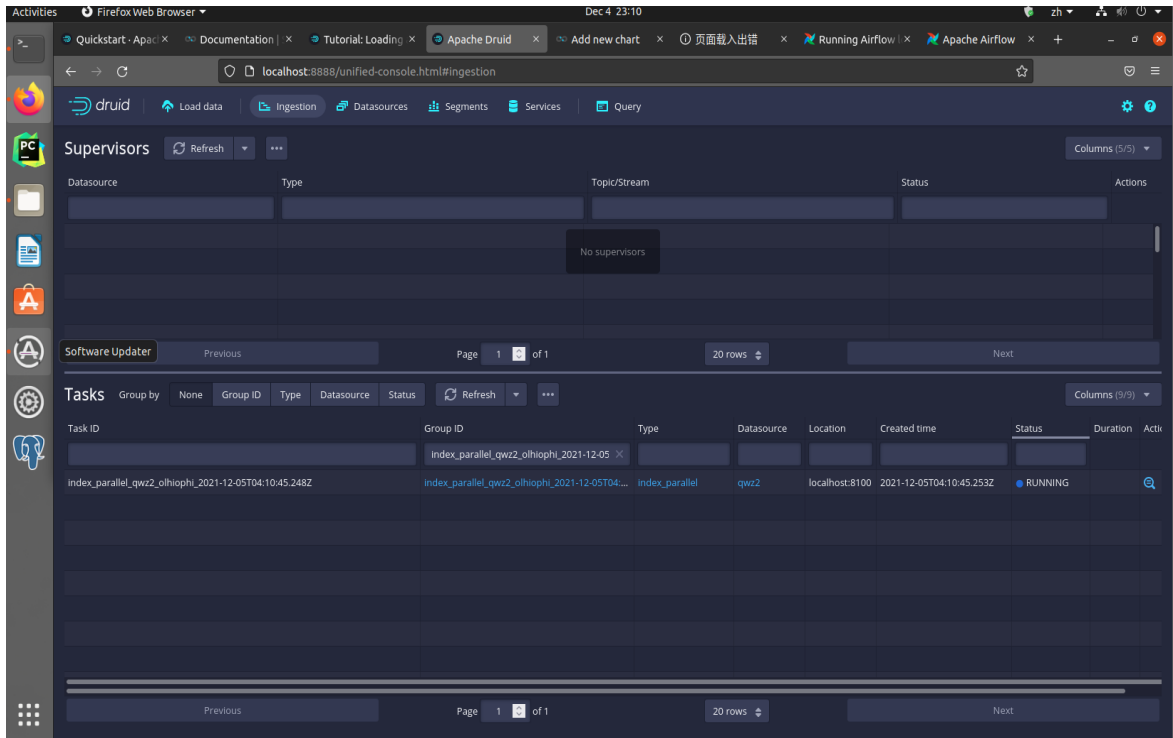 Activities Firefox Web Browser Dec 4 23:10 zh
Quickstart · Apac Documentation | Tutorial: Loading Apache Druid Add new chart 页面载入出错 Running Airflow Apache Airflow
localhost:8888/unified-console.html#ingestion
druid Load data Ingestion Datasources Segments Services Query
Supervisors Refresh Columns (5/5)
Datasource Type Topic/Stream Status Actions
No supervisors
Software Updater Previous Page 1 of 1 20 rows Next
Tasks Group by None Group ID Type Datasource Status Refresh Columns (9/9)
Task ID Group ID Type Datasource Location Created time Status Duration Actic
index_parallel_qwz2_olhiophi_2021-12-05
index_parallel_qwz2_olhiophi_2021-12-05T04:10:45.248Z index_parallel_qwz2_olhiophi_2021-12-05T04:... index_parallel qwz2 localhost:8100 2021-12-05T04:10:45.253Z RUNNING
Previous Page 1 of 1 20 rows Next